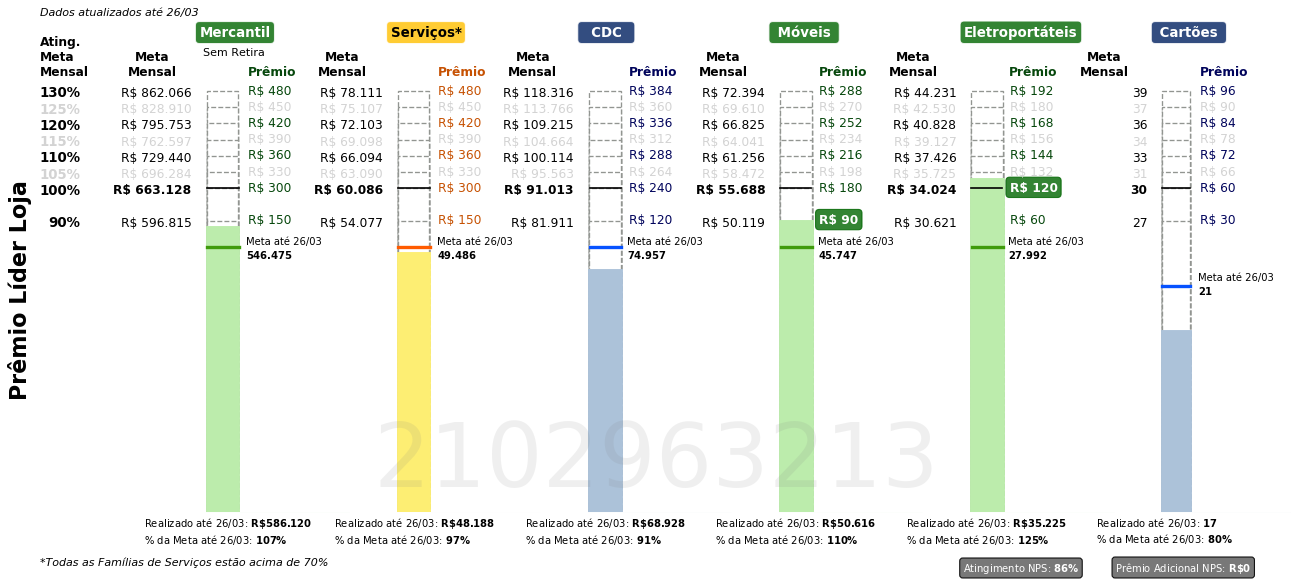 Dados atualizados até 26/03
Mercantil Serviços* CDC Móveis Eletroportáteis Cartões
Sem Retira
Ating. Meta Mensal Meta Mensal Prêmio Meta Mensal Prêmio Meta Mensal Prêmio Meta Mensal Prêmio Meta Mensal Prêmio Meta Mensal Prêmio
130% R$ 862.066 R$ 480 R$ 78.111 R$ 480 R$ 118.316 R$ 384 R$ 72.394 R$ 288 R$ 44.231 R$ 192 39 R$ 96
125% R$ 828.910 R$ 450 R$ 75.107 R$ 450 R$ 113.766 R$ 360 R$ 69.610 R$ 270 R$ 42.530 R$ 180 37 R$ 90
120% R$ 795.753 R$ 420 R$ 72.103 R$ 420 R$ 109.215 R$ 336 R$ 66.825 R$ 252 R$ 40.828 R$ 168 36 R$ 84
115% R$ 762.597 R$ 390 R$ 69.098 R$ 390 R$ 104.664 R$ 312 R$ 64.041 R$ 234 R$ 39.127 R$ 156 34 R$ 78
110% R$ 729.440 R$ 360 R$ 66.094 R$ 360 R$ 100.114 R$ 288 R$ 61.256 R$ 216 R$ 37.426 R$ 144 33 R$ 72
105% R$ 696.284 R$ 330 R$ 63.090 R$ 330 R$ 95.563 R$ 264 R$ 58.472 R$ 198 R$ 35.725 R$ 132 31 R$ 66
100% R$ 663.128 R$ 300 R$ 60.086 R$ 300 R$ 91.013 R$ 240 R$ 55.688 R$ 180 R$ 34.024 R$ 120 30 R$ 60
90% R$ 596.815 R$ 150 R$ 54.077 R$ 150 R$ 81.911 R$ 120 R$ 50.119 R$ 90 R$ 30.621 R$ 60 27 R$ 30
Meta até 26/03 Meta até 26/03 Meta até 26/03 Meta até 26/03 Meta até 26/03
546.475 49.486 74.957 45.747 27.992
Meta até 26/03
21
Prêmio Líder Loja
2102963213
Realizado até 26/03: R$586.120 Realizado até 26/03: R$48.188 Realizado até 26/03: R$68.928 Realizado até 26/03: R$50.616 Realizado até 26/03: R$35.225 Realizado até 26/03: 17
% da Meta até 26/03: 107% % da Meta até 26/03: 97% % da Meta até 26/03: 91% % da Meta até 26/03: 110% % da Meta até 26/03: 125% % da Meta até 26/03: 80%
*Todas as Famílias de Serviços estão acima de 70%
Atingimento NPS: 86% Prêmio Adicional NPS: R$0